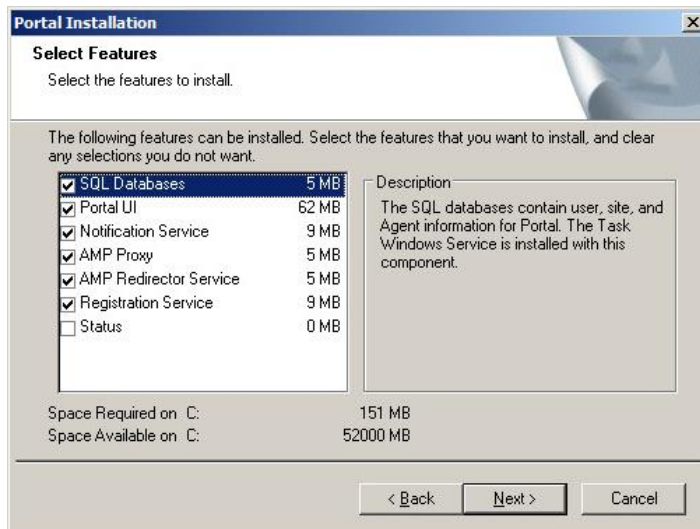 Portal Installation
Select Features
Select the features to install.
The following features can be installed. Select the features that you want to install, and clear
any selections you do not want.
SQL Databases 5 MB
Portal UI 62 MB
Notification Service 9 MB
AMP Proxy 5 MB
AMP Redirector Service 5 MB
Registration Service 9 MB
Status 0 MB
Description
The SQL databases contain user, site, and
Agent information for Portal. The Task
Windows Service is installed with this
component.
Space Required on C: 151 MB
Space Available on C: 52000 MB
< Back Next > Cancel